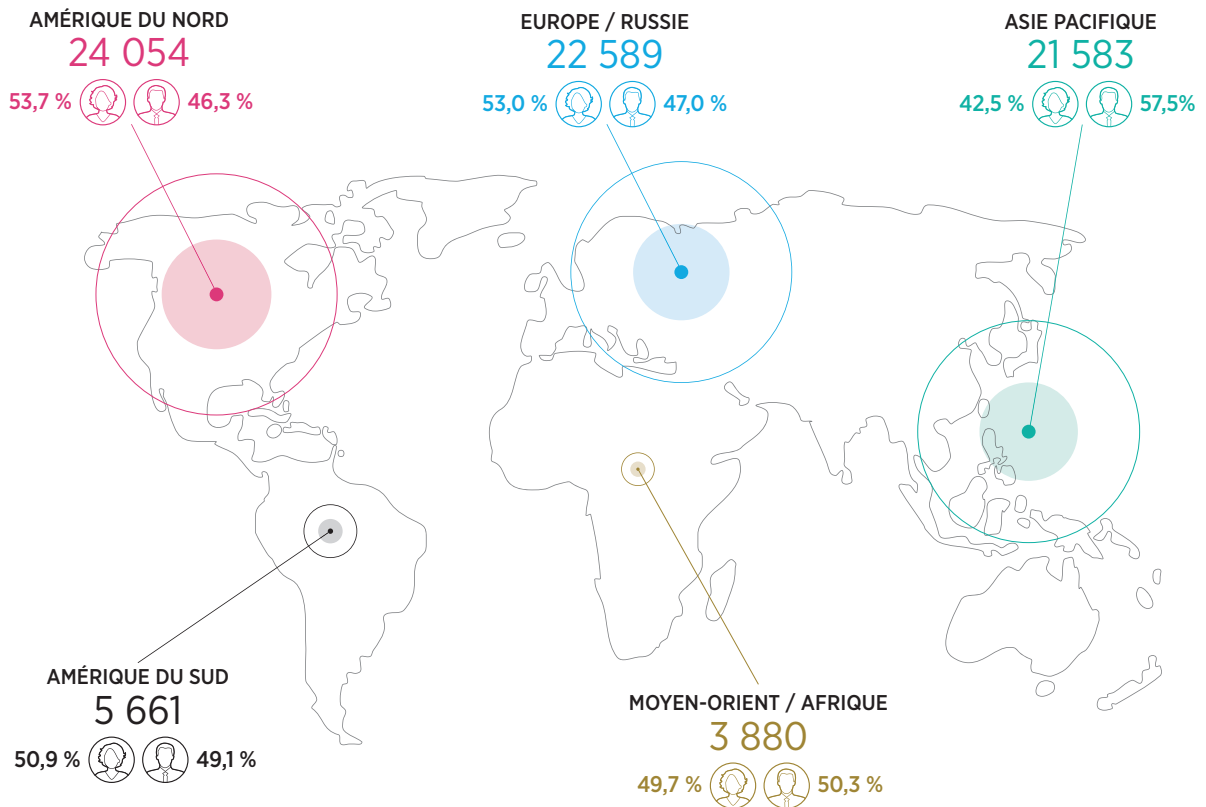 AMÉRIQUE DU NORD
24 054
53,7 % 46,3 %
EUROPE / RUSSIE
22 589
53,0 % 47,0 %
ASIE PACIFIQUE
21 583
42,5 % 57,5%
AMÉRIQUE DU SUD
5 661
50,9 % 49,1 %
MOYEN-ORIENT / AFRIQUE
3 880
49,7 % 50,3 %